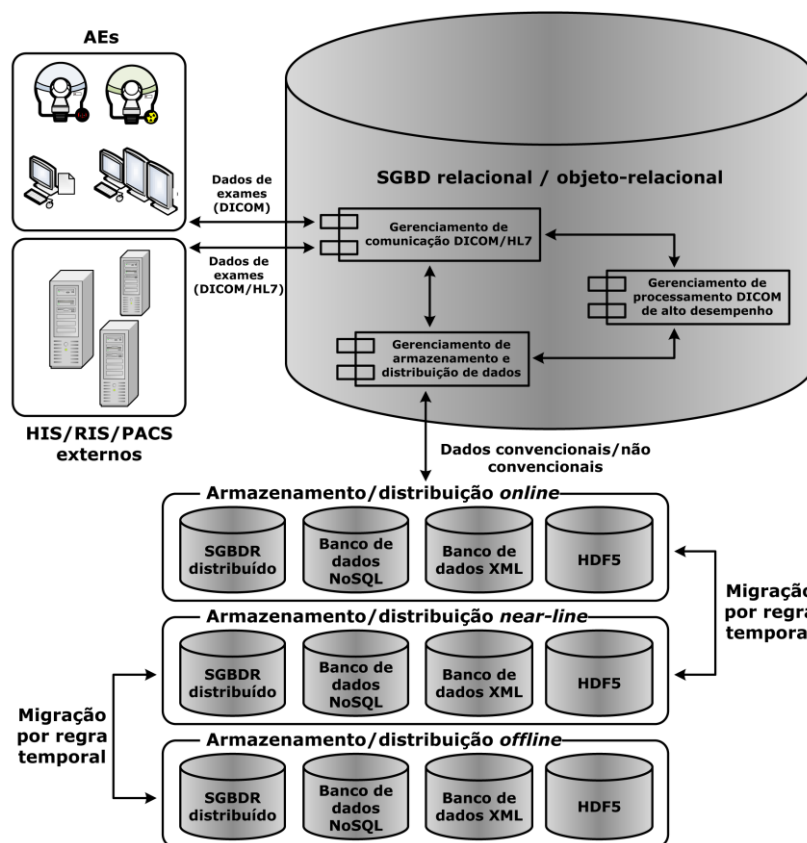 AEs
SGBD relacional / objeto-relacional
Dados de
exames
(DICOM)
Gerenciamento de
comunicação DICOM/HL7
Dados de
exames
(DICOM/HL7)
Gerenciamento de
processamento DICOM
de alto desempenho
Gerenciamento de
armazenamento e
distribuição de dados
HIS/RIS/PACS
externos
Dados convencionais/não
convencionais
Armazenamento/distribuição online
SGBDR
distribuído
Banco de
dados
NoSQL
Banco de
dados XML
HDF5
Migração
por regra
temporal
Armazenamento/distribuição near-line
SGBDR
distribuído
Banco de
dados
NoSQL
Banco de
dados XML
HDF5
Migração
por regra
temporal
Armazenamento/distribuição offline
SGBDR
distribuído
Banco de
dados
NoSQL
Banco de
dados XML
HDF5